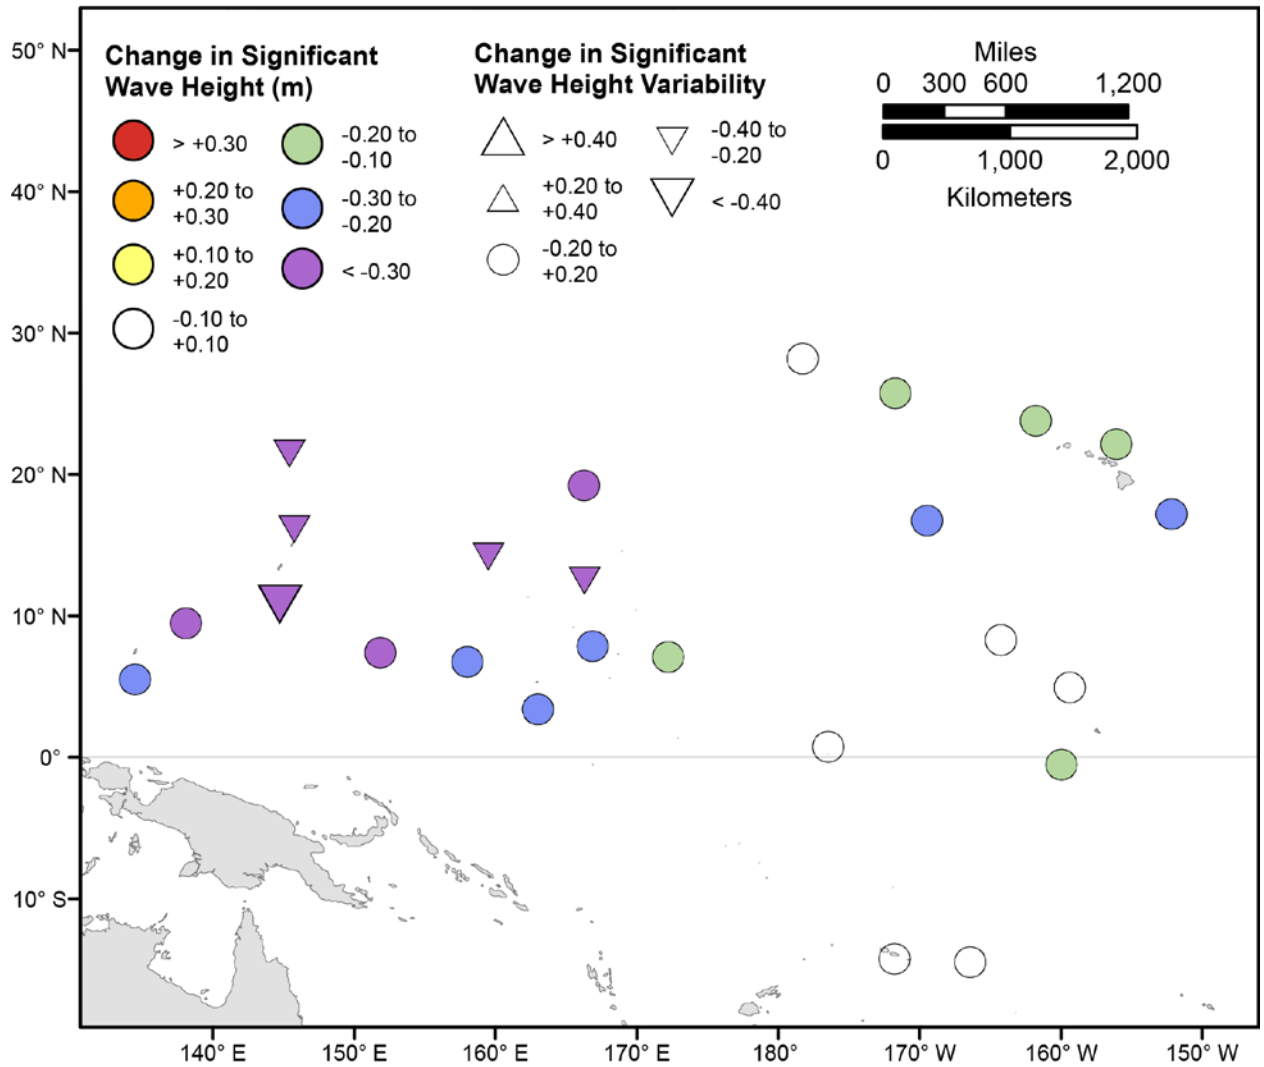 Change in Significant
Wave Height (m)
> +0.30
+0.20 to
+0.30
+0.10 to
+0.20
-0.10 to
+0.10
-0.20 to
-0.10
-0.30 to
-0.20
< -0.30
Change in Significant
Wave Height Variability
> +0.40
+0.20 to
+0.40
-0.20 to
+0.20
-0.40 to
-0.20
< -0.40
Miles
0 300 600 1,200
0 1,000 2,000
Kilometers
50° N
40° N
30° N
20° N
10° N
0°
10° S
140° E 150° E 160° E 170° E 180° 170° W 160° W 150° W